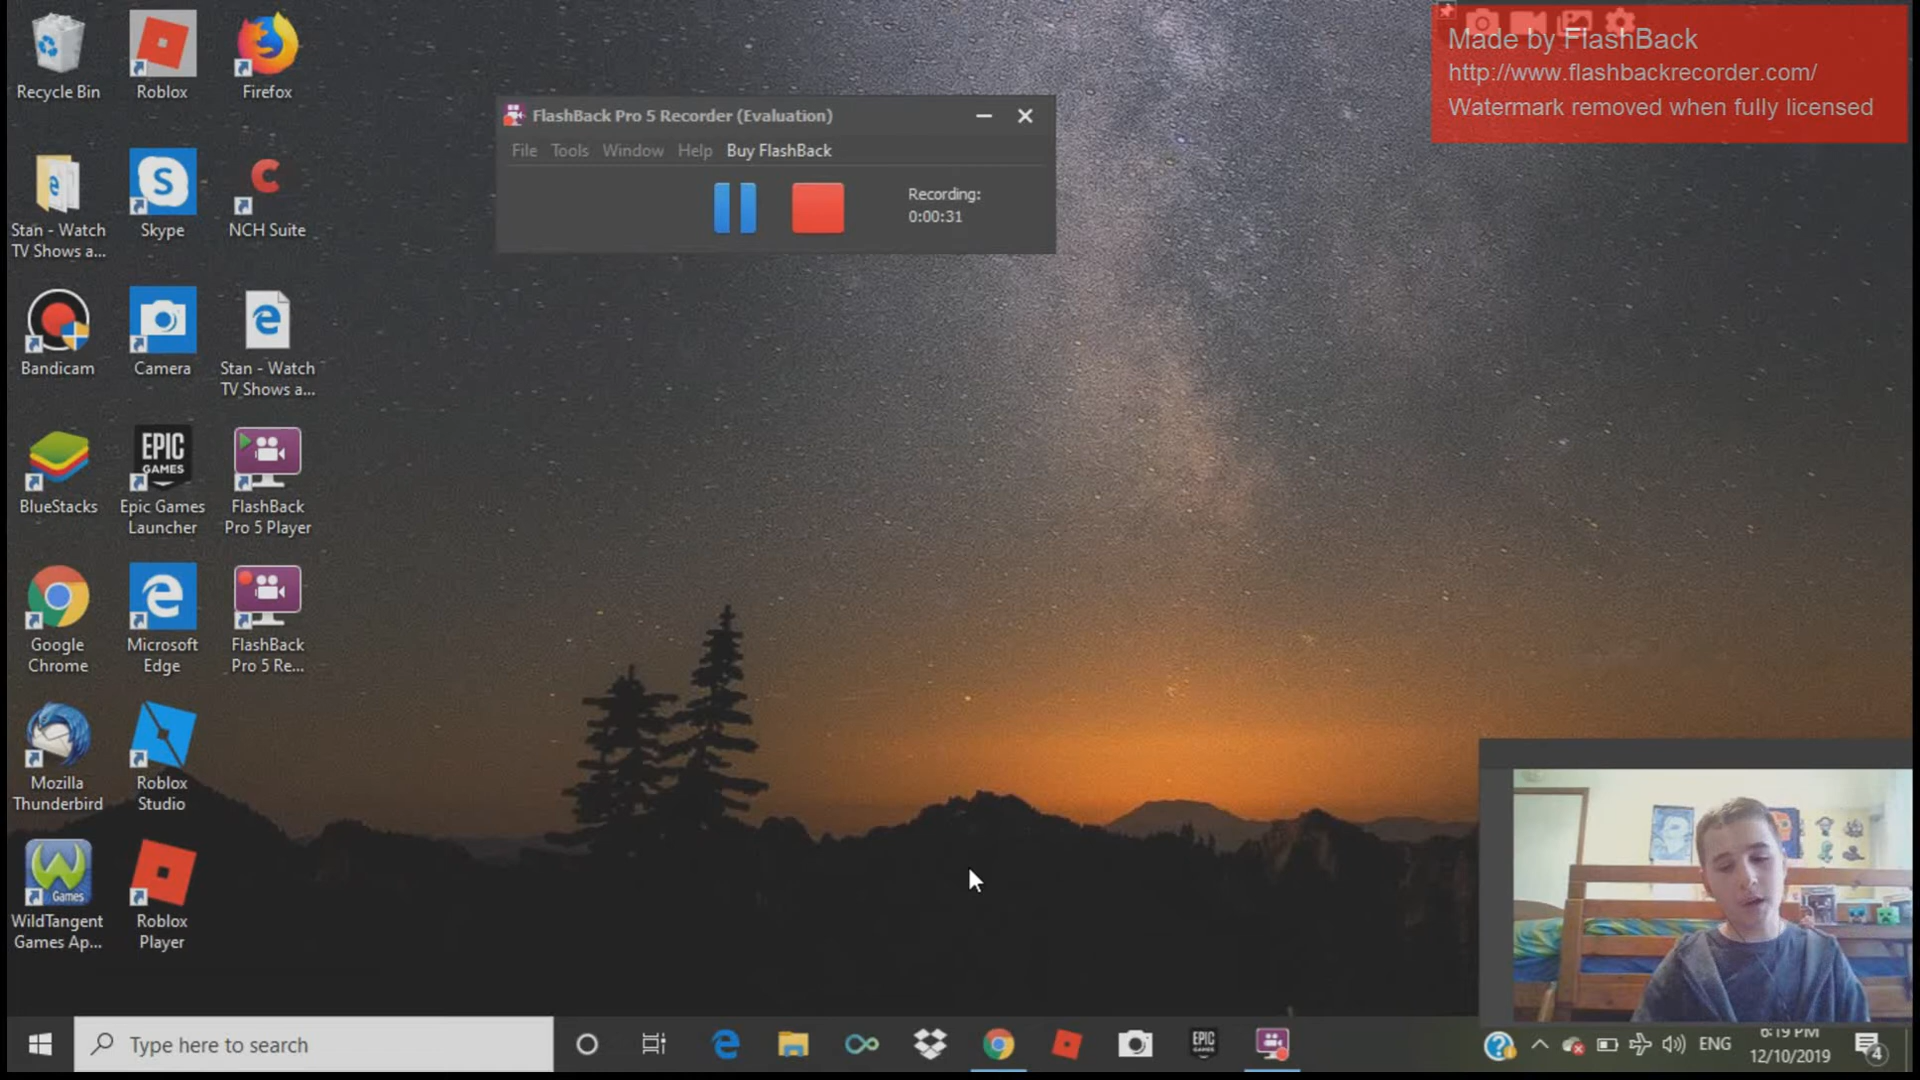 Made by FlashBack
http://www.flashbackrecorder.com/
Watermark removed when fully licensed
FlashBack Pro 5 Recorder (Evaluation)
File Tools Window Help Buy FlashBack
Recording:
0:00:31
Recycle Bin
Roblox
Firefox
Stan - Watch
TV Shows a...
Skype
NCH Suite
Bandicam
Camera
Stan - Watch
TV Shows a...
BlueStacks
EPIC
GAMES
Epic Games
Launcher
FlashBack
Pro 5 Player
Google
Chrome
Microsoft
Edge
FlashBack
Pro 5 Re...
Mozilla
Thunderbird
Roblox
Studio
Games
WildTangent
Games Ap...
Roblox
Player
Type here to search
EPIC
GAMES
ENG
6:19 PM
12/10/2019
4